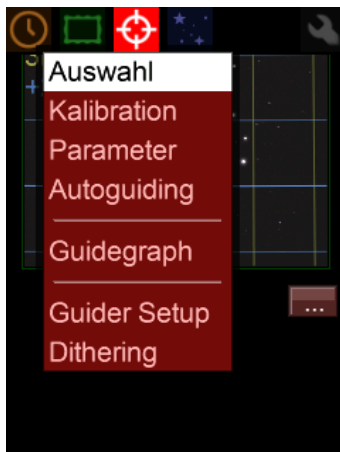 Auswahl
Kalibration
Parameter
Autoguiding
Guidegraph
Guider Setup
Dithering
...